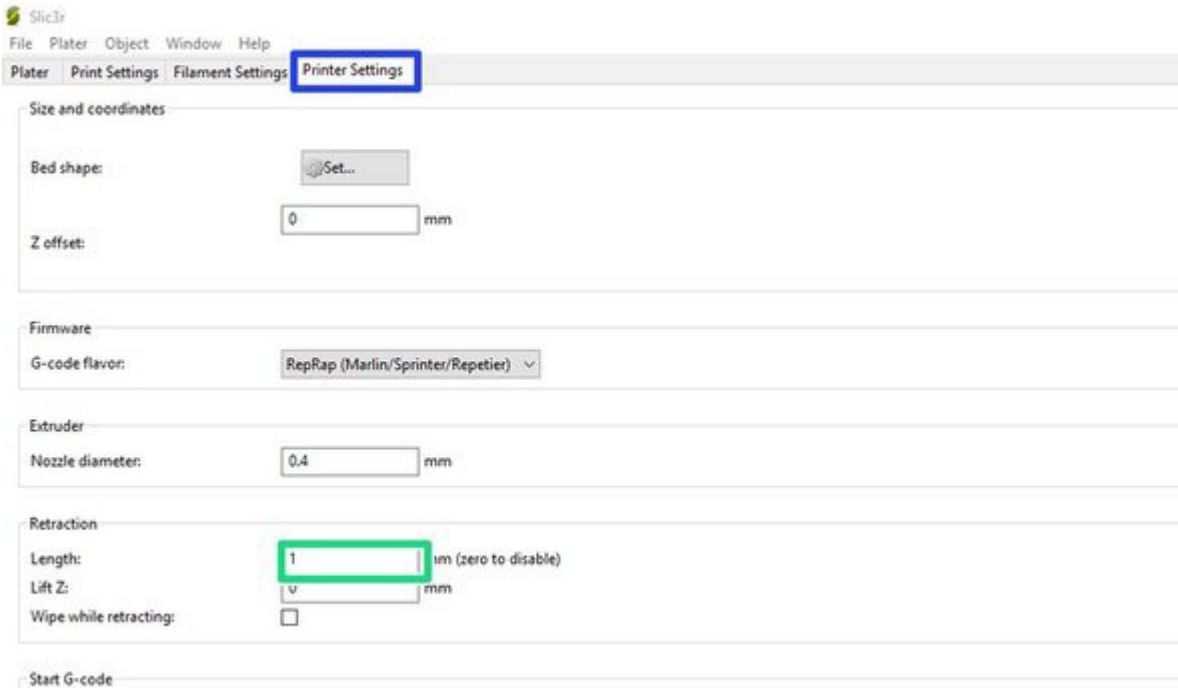 Slic3r
File Plater Object Window Help
Plater Print Settings Filament Settings Printer Settings
Size and coordinates
Bed shape: Set...
0 mm
Z offset:
Firmware
G-code flavor: RepRap (Marlin/Sprinter/Repetier)
Extruder
Nozzle diameter: 0.4 mm
Retraction
Length: 1 mm (zero to disable)
Lift Z: 0 mm
Wipe while retracting:
Start G-code